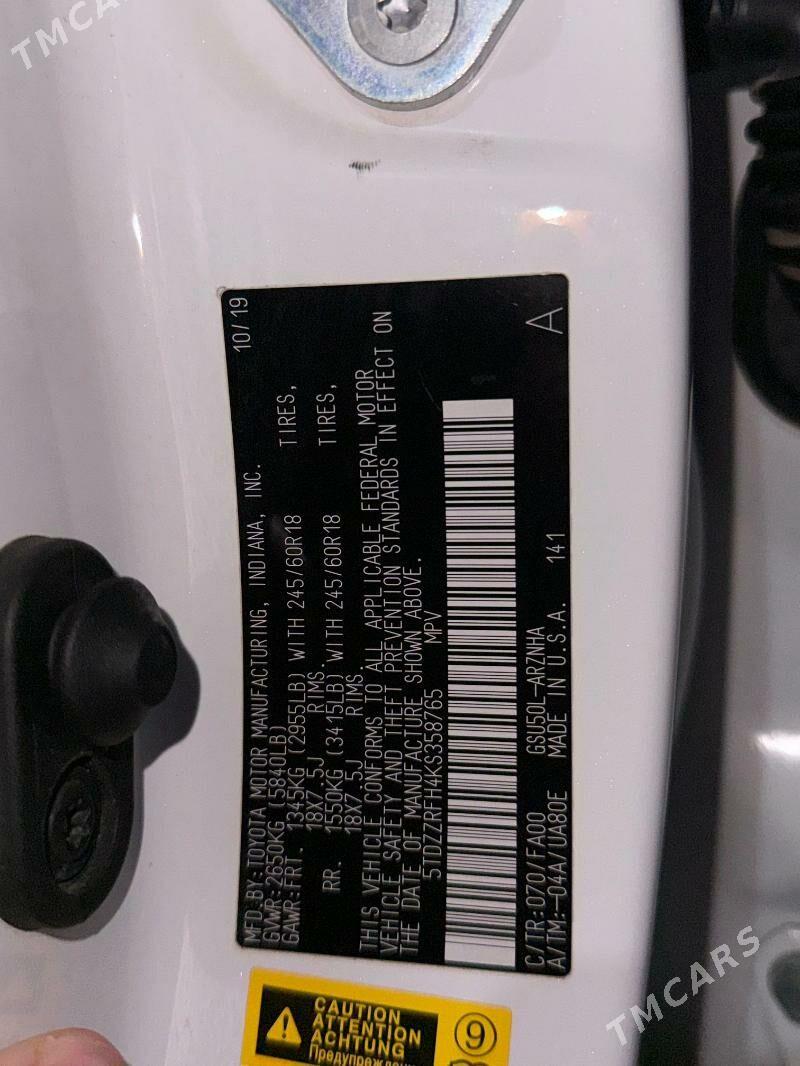 TMCARS
MFD.BY:TOYOTA MOTOR MANUFACTURING, INDIANA, INC. 10/19
GVWR:2650KG (5840LB)
GAWR:FRT. 1345KG (2955LB) WITH 245/60R18 TIRES,
18X7.5J RIMS.
RR. 1550KG (3415LB) WITH 245/60R18 TIRES,
18X7.5J RIMS.
THIS VEHICLE CONFORMS TO ALL APPLICABLE FEDERAL MOTOR
VEHICLE SAFETY AND THEFT PREVENTION STANDARDS IN EFFECT ON
THE DATE OF MANUFACTURE SHOWN ABOVE.
5TDZZRFH4KS358765 MPV
C/TR:070/FA00 GSU50L-ARZNHA A
A/TM:-04A/UA80E MADE IN U.S.A. 141
CAUTION
ATTENTION
ACHTUNG
9
TMCARS